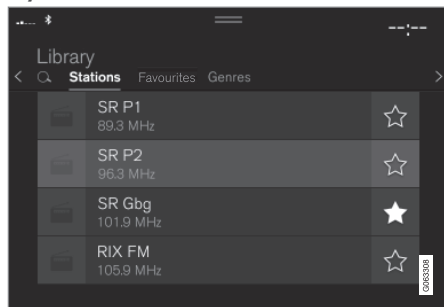 --:--
Library
Stations Favourites Genres
SR P1
89.3 MHz
SR P2
96.3 MHz
SR Gbg
101.9 MHz
RIX FM
105.9 MHz
G063308